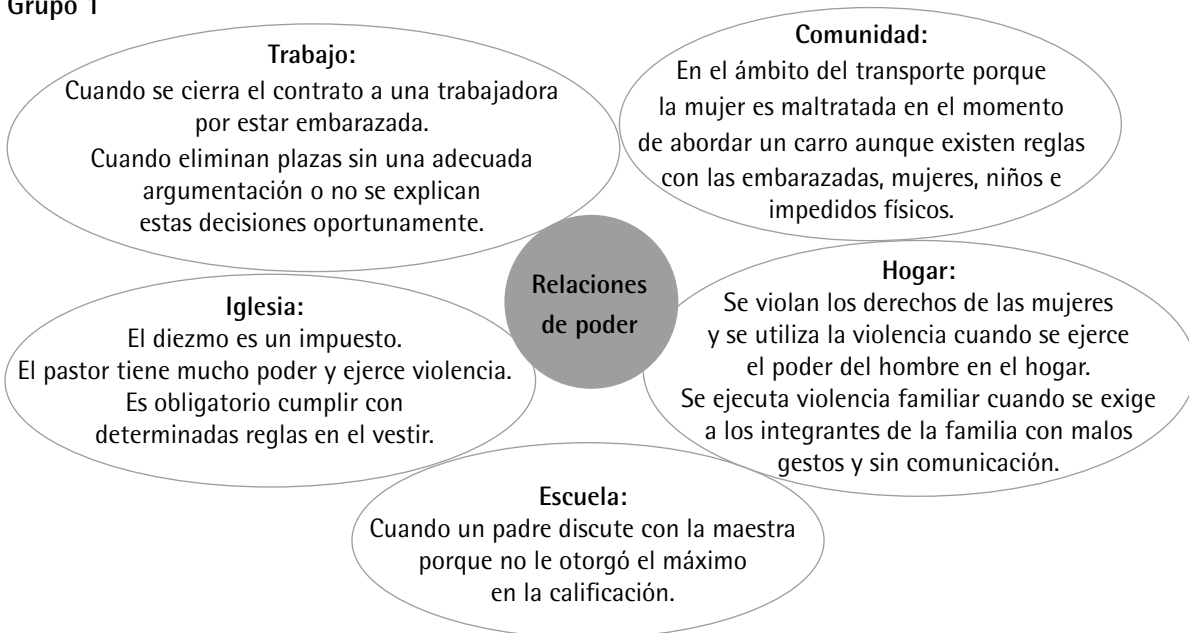 Grupo 1
Trabajo:
Cuando se cierra el contrato a una trabajadora
por estar embarazada.
Cuando eliminan plazas sin una adecuada
argumentación o no se explican
estas decisiones oportunamente.
Comunidad:
En el ámbito del transporte porque
la mujer es maltratada en el momento
de abordar un carro aunque existen reglas
con las embarazadas, mujeres, niños e
impedidos físicos.
Relaciones
de poder
Iglesia:
El diezmo es un impuesto.
El pastor tiene mucho poder y ejerce violencia.
Es obligatorio cumplir con
determinadas reglas en el vestir.
Hogar:
Se violan los derechos de las mujeres
y se utiliza la violencia cuando se ejerce
el poder del hombre en el hogar.
Se ejecuta violencia familiar cuando se exige
a los integrantes de la familia con malos
gestos y sin comunicación.
Escuela:
Cuando un padre discute con la maestra
porque no le otorgó el máximo
en la calificación.